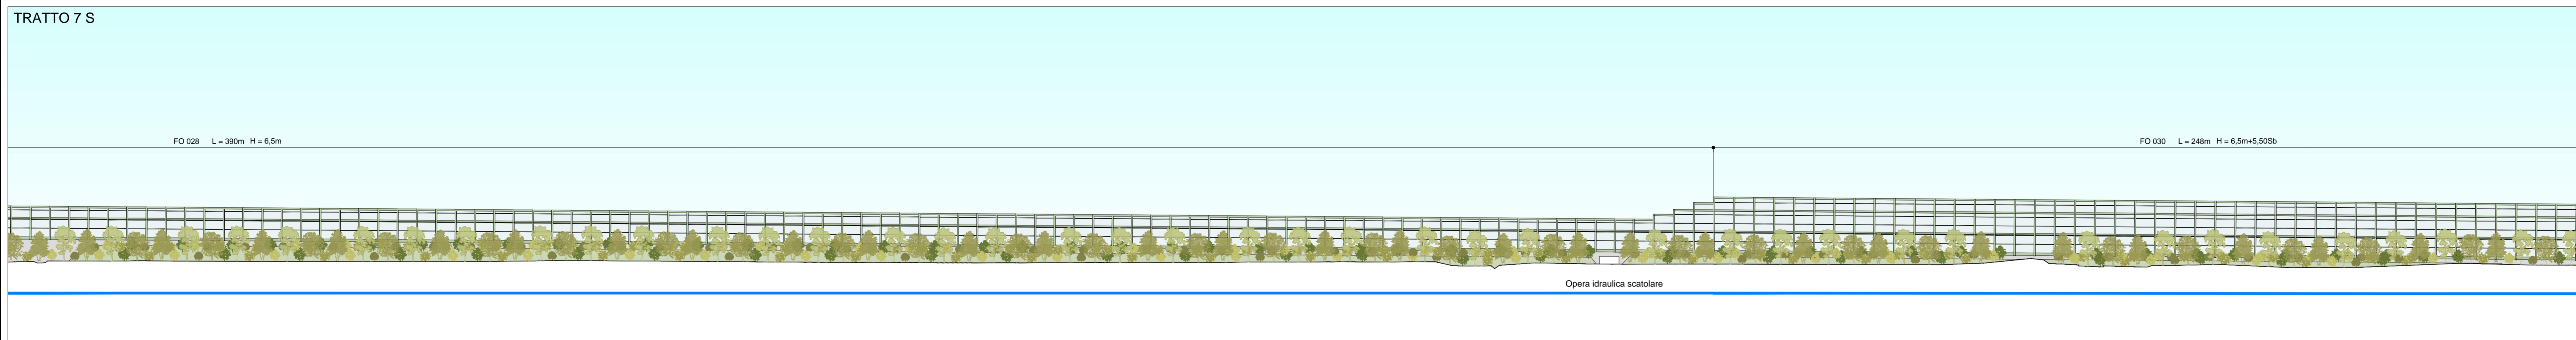 TRATTO 7 S
FO 028 L = 390m H = 6,5m
FO 030 L = 248m H = 6,5m+5,50Sb
Opera idraulica scatolare